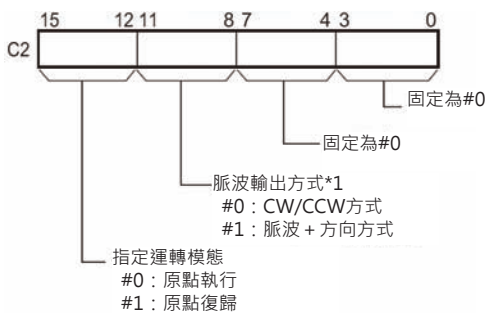 15 12 11 8 7 4 3 0
C2
固定為#0
固定為#0
脈波輸出方式*1
#0：CW/CCW方式
#1：脈波＋方向方式
指定運轉模態
#0：原點執行
#1：原點復歸